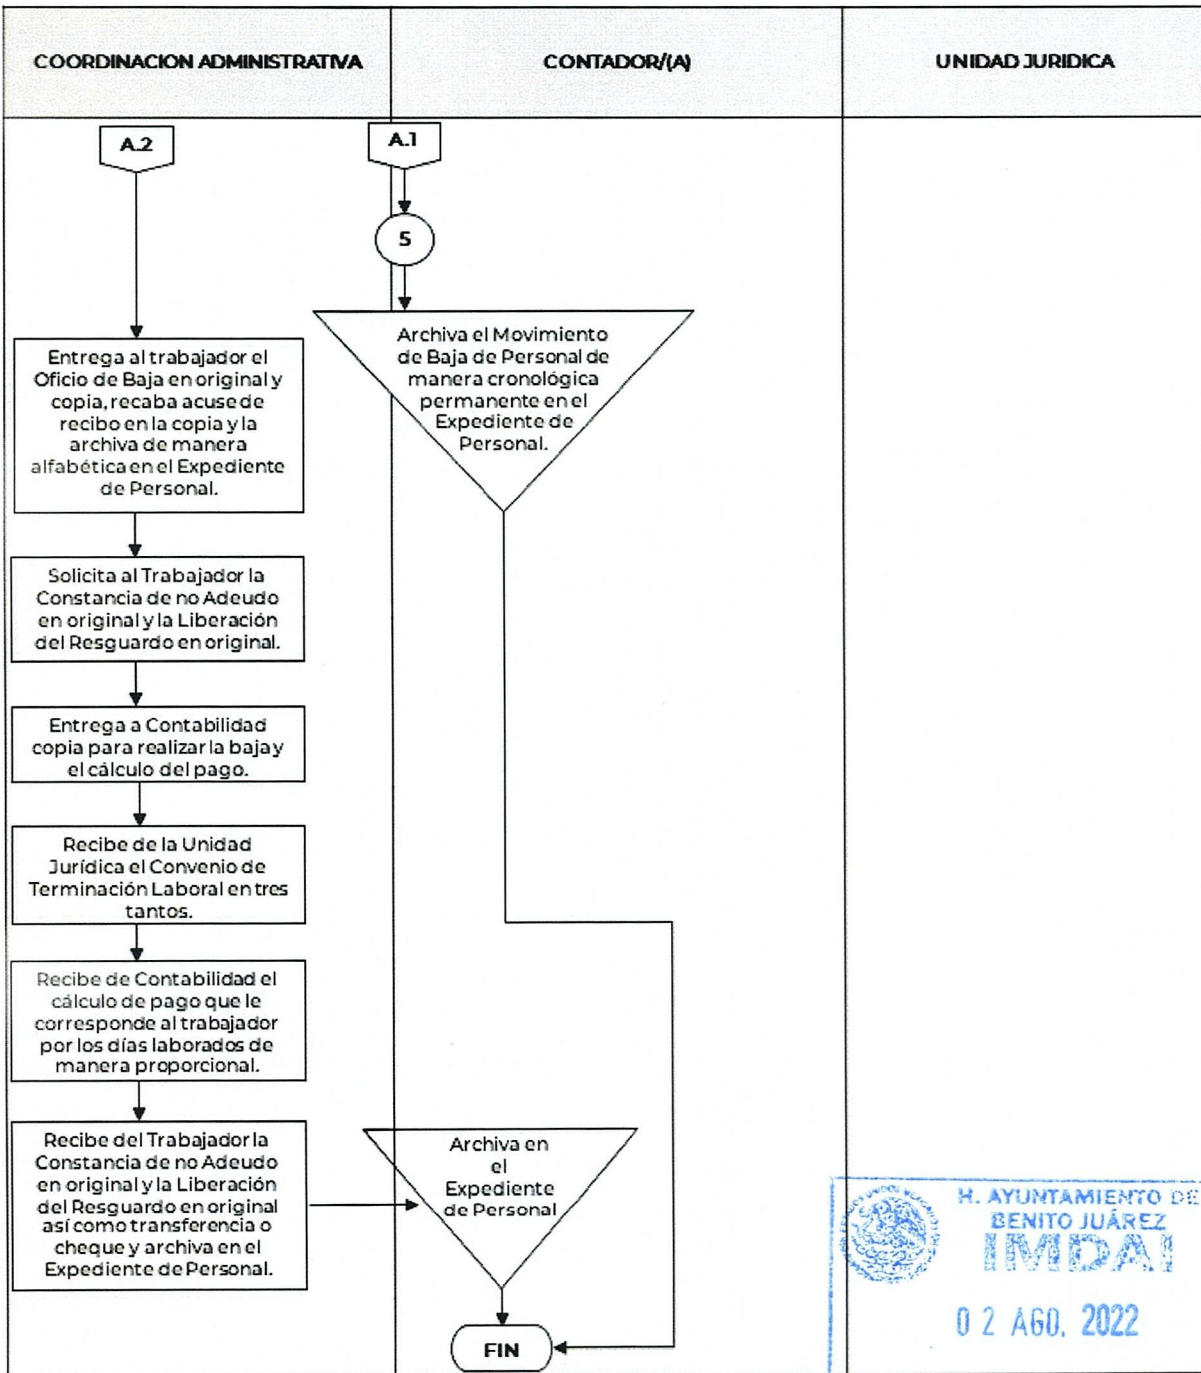 COORDINACION ADMINISTRATIVA
CONTADOR/(A)
UNIDAD JURIDICA
A.2
A.1
5
Entrega al trabajador el
Oficio de Baja en original y
copia, recaba acuse de
recibo en la copia y la
archiva de manera
alfabética en el Expediente
de Personal.
Archiva el Movimiento
de Baja de Personal de
manera cronológica
permanente en el
Expediente de
Personal.
Solicita al Trabajador la
Constancia de no Adeudo
en original y la Liberación
del Resguardo en original.
Entrega a Contabilidad
copia para realizar la baja y
el cálculo del pago.
Recibe de la Unidad
Jurídica el Convenio de
Terminación Laboral en tres
tantos.
Recibe de Contabilidad el
cálculo de pago que le
corresponde al trabajador
por los días laborados de
manera proporcional.
Recibe del Trabajador la
Constancia de no Adeudo
en original y la Liberación
del Resguardo en original
así como transferencia o
cheque y archiva en el
Expediente de Personal.
Archiva en
el
Expediente
de Personal
FIN
H. AYUNTAMIENTO DE
BENITO JUÁREZ
IMDAI
02 AGO. 2022